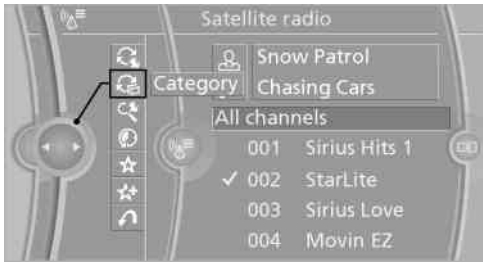 Satellite radio
Snow Patrol
Category
Chasing Cars
All channels
001 Sirius Hits 1
✓ 002 StarLite
003 Sirius Love
004 Movin EZ